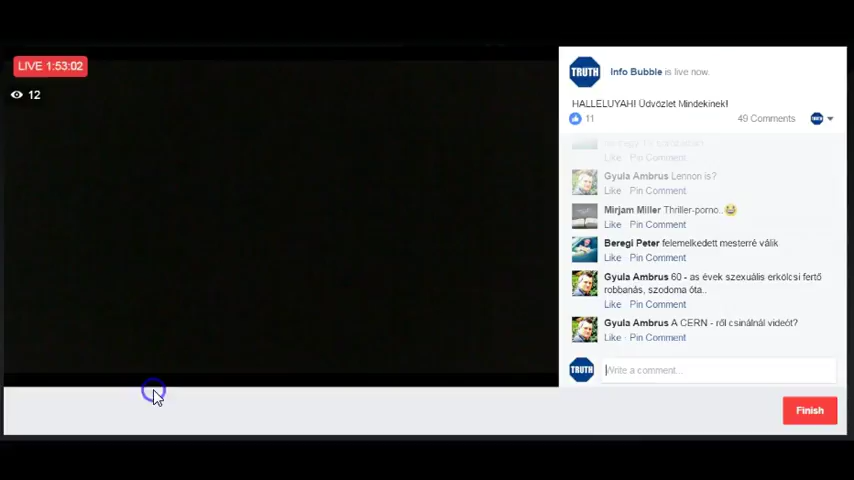 LIVE 1:53:02
12
TRUTH
Info Bubble is live now.
HALLELUYAH! Üdvözlet Mindekinek!
11
49 Comments
Like · Pin Comment
Gyula Ambrus Lennon is?
Like · Pin Comment
Mirjam Miller Thriller-porno..😂
Like · Pin Comment
Beregi Peter felemelkedett mesterré válik
Like · Pin Comment
Gyula Ambrus 60 - as évek szexuális erkölcsi fertő
robbanás, szodoma óta..
Like · Pin Comment
Gyula Ambrus A CERN - ről csinálnál videót?
Like · Pin Comment
TRUTH
Write a comment...
Finish